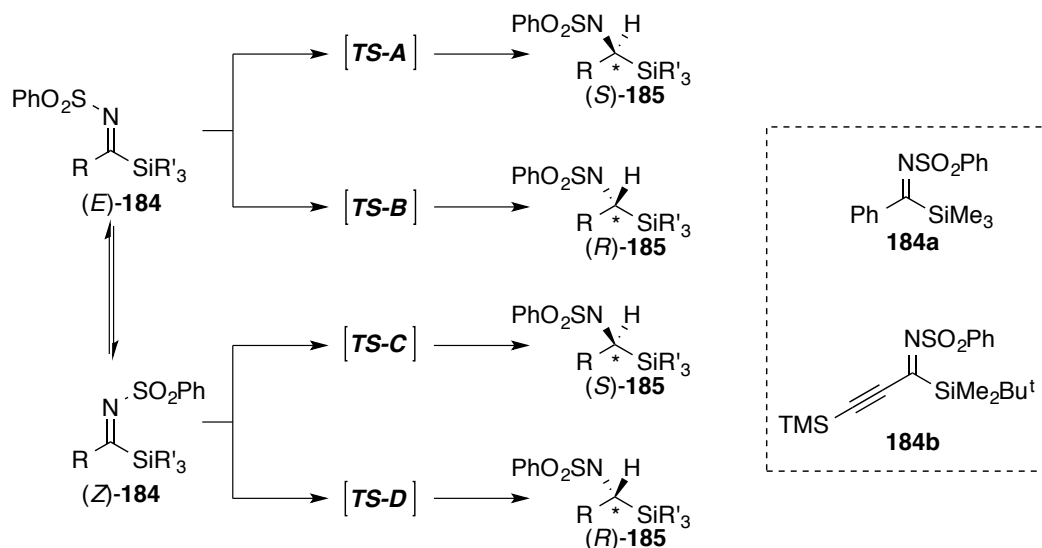 PhO₂SN H
[TS-A]
R * SiR'₃
(S)-185
PhO₂S N
R SiR'₃
(E)-184
PhO₂SN H
[TS-B]
R * SiR'₃
(R)-185
NSO₂Ph
Ph SiMe₃
184a
PhO₂SN H
[TS-C]
R * SiR'₃
(S)-185
N SO₂Ph
R SiR'₃
(Z)-184
PhO₂SN H
[TS-D]
R * SiR'₃
(R)-185
NSO₂Ph
SiMe₂Buᵗ
TMS
184b